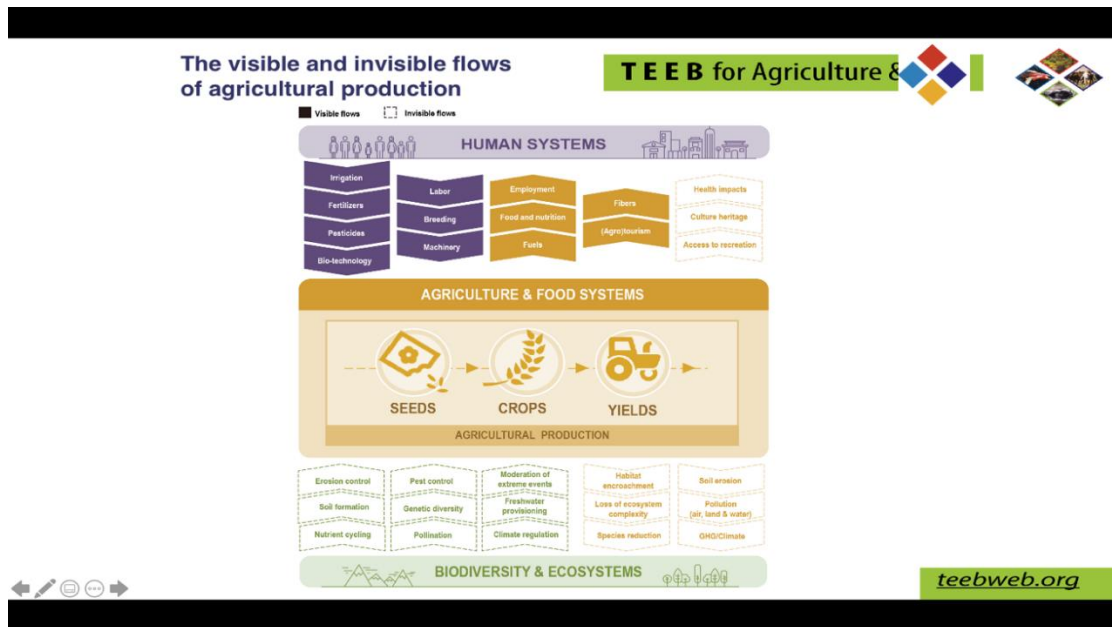 The visible and invisible flows
of agricultural production
TEEB for Agriculture &
Visible flows
Invisible flows
HUMAN SYSTEMS
Irrigation
Fertilizers
Pesticides
Bio-technology
Labor
Breeding
Machinery
Employment
Food and nutrition
Fuels
Fibers
(Agro)tourism
Health impacts
Culture heritage
Access to recreation
AGRICULTURE & FOOD SYSTEMS
SEEDS
CROPS
YIELDS
AGRICULTURAL PRODUCTION
Erosion control
Soil formation
Nutrient cycling
Pest control
Genetic diversity
Pollination
Moderation of
extreme events
Freshwater
provisioning
Climate regulation
Habitat
encroachment
Loss of ecosystem
complexity
Species reduction
Soil erosion
Pollution
(air, land & water)
GHG/Climate
BIODIVERSITY & ECOSYSTEMS
teebweb.org